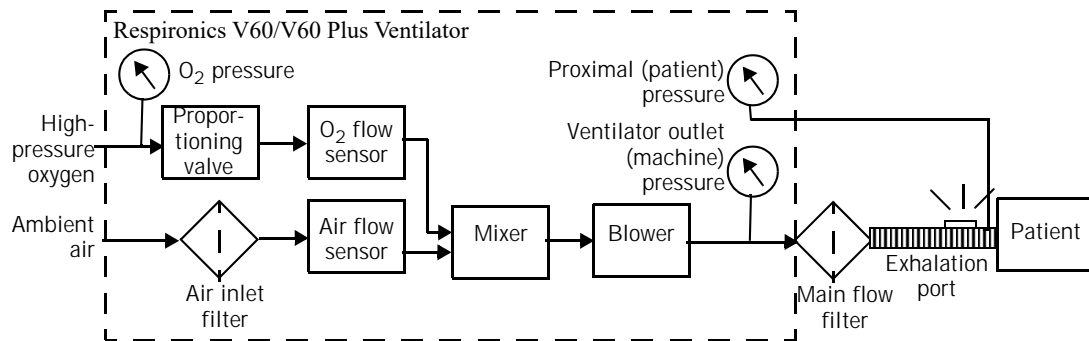 Respironics V60/V60 Plus Ventilator
O2 pressure
High-
pressure
oxygen
Propor-
tioning
valve
O2 flow
sensor
Proximal (patient)
pressure
Ventilator outlet
(machine)
pressure
Ambient
air
Air inlet
filter
Air flow
sensor
Mixer
Blower
Main flow
filter
Exhalation
port
Patient